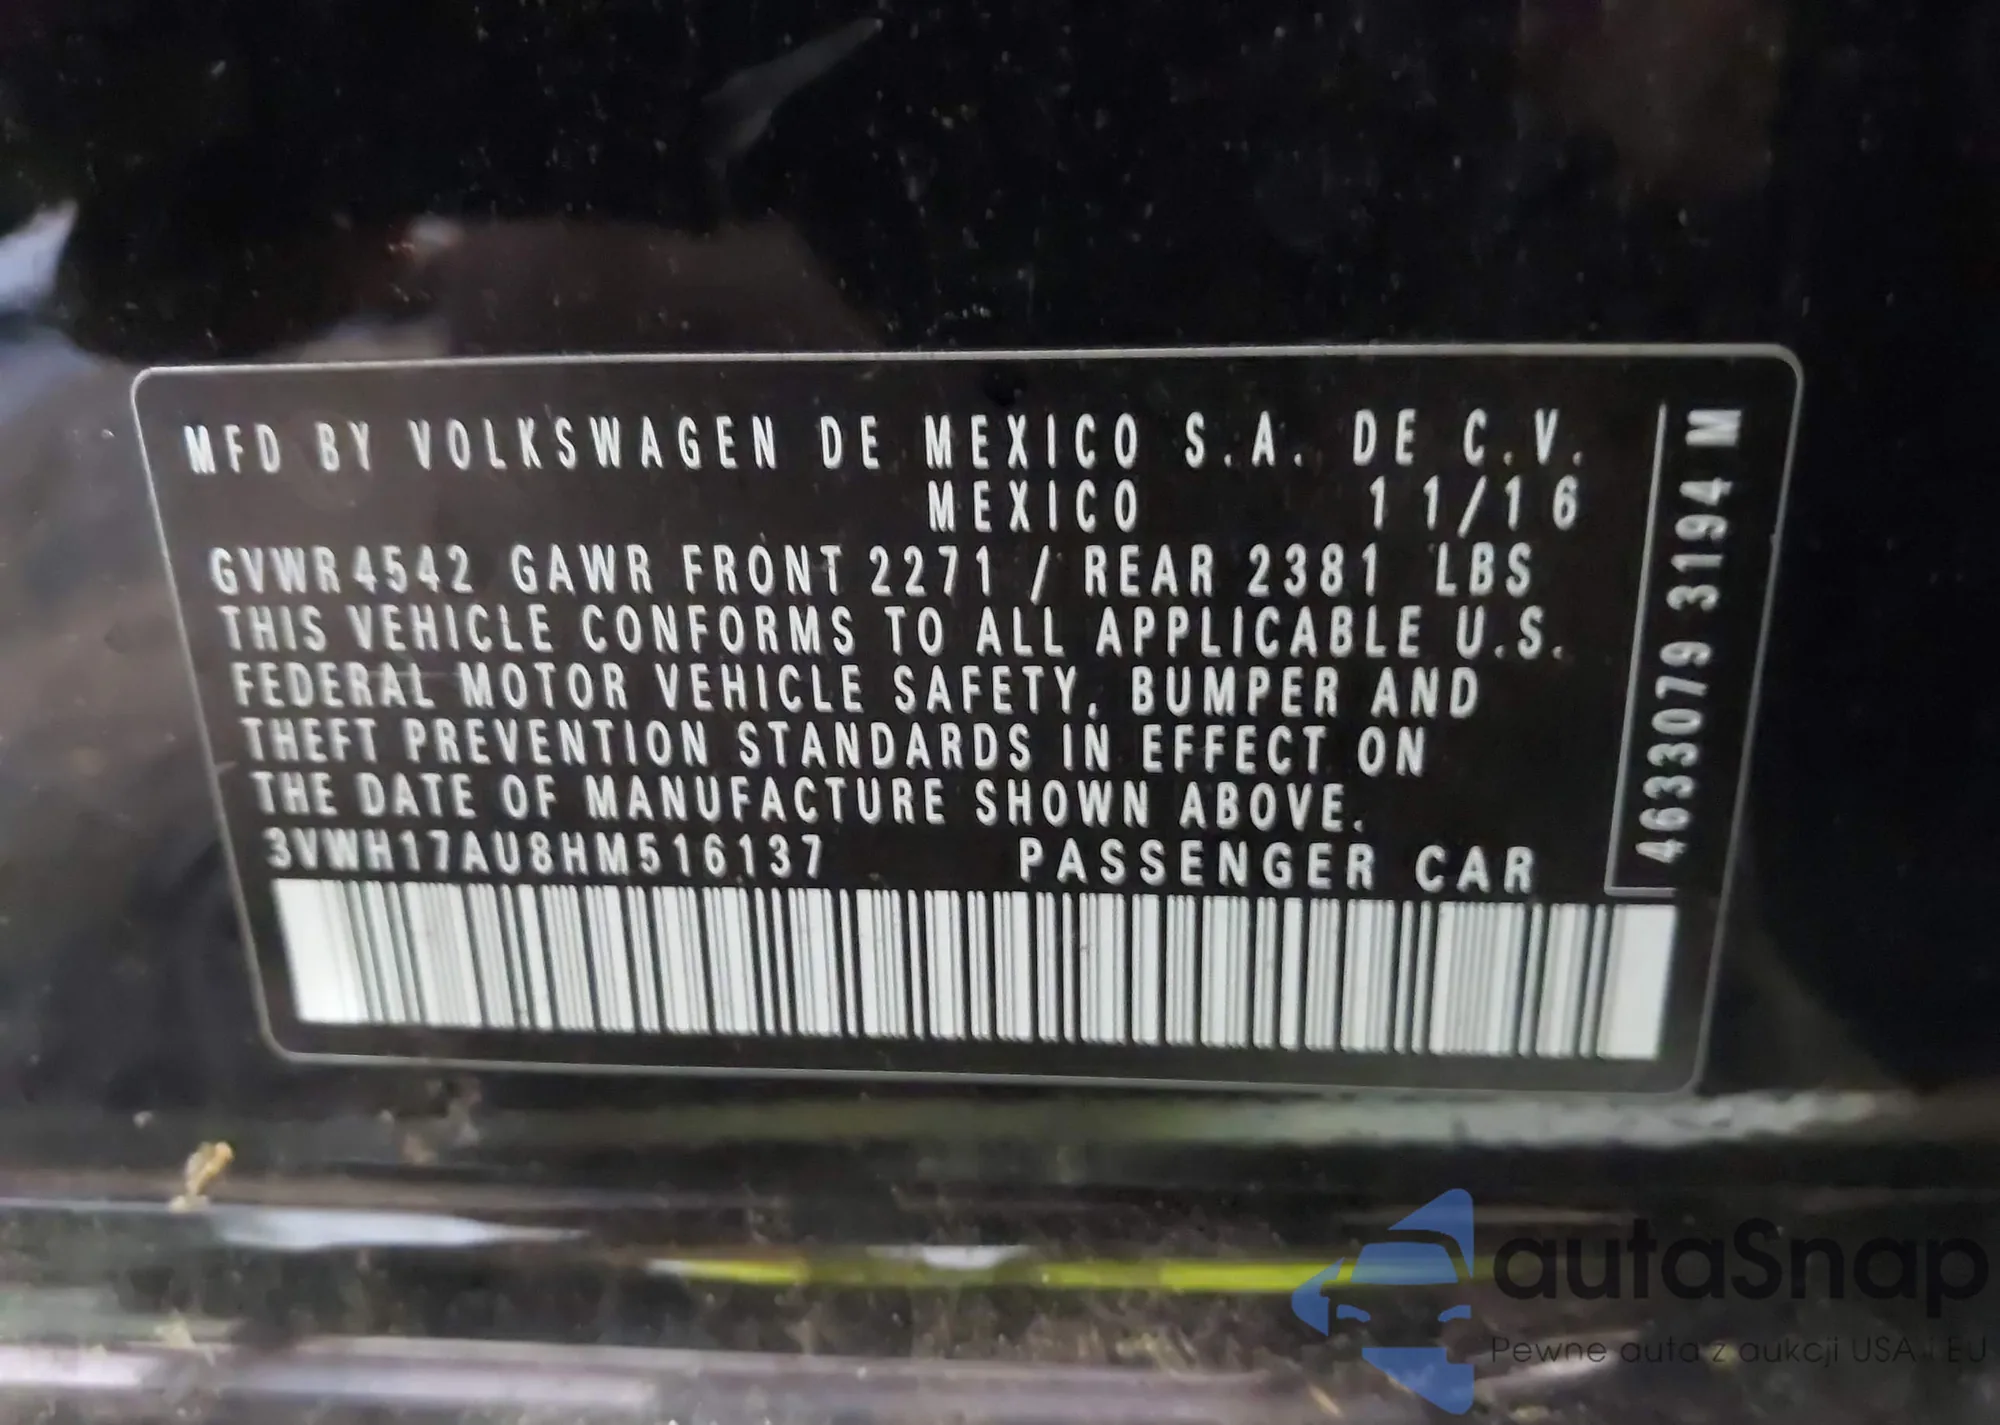 MFD BY VOLKSWAGEN DE MEXICO S.A. DE C.V.
MEXICO 11/16
GVWR 4542 GAWR FRONT 2271 / REAR 2381 LBS
THIS VEHICLE CONFORMS TO ALL APPLICABLE U.S.
FEDERAL MOTOR VEHICLE SAFETY, BUMPER AND
THEFT PREVENTION STANDARDS IN EFFECT ON
THE DATE OF MANUFACTURE SHOWN ABOVE.
3VWH17AU8HM516137 PASSENGER CAR
4633079 3194 M
autaSnap
Pewne auta z aukcji USA i EU